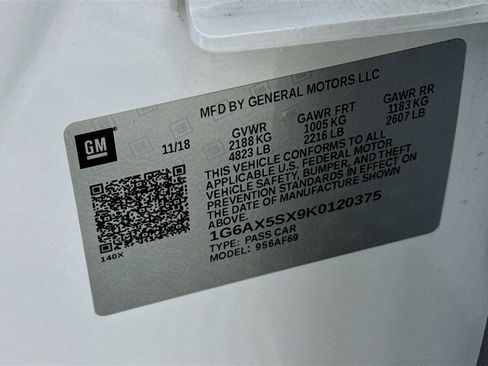 MFD BY GENERAL MOTORS LLC
GM
11/18
GVWR GAWR FRT GAWR RR
2188 KG 1005 KG 1183 KG
4823 LB 2216 LB 2607 LB
THIS VEHICLE CONFORMS TO ALL
APPLICABLE U.S. FEDERAL MOTOR
VEHICLE SAFETY, BUMPER, AND THEFT
PREVENTION STANDARDS IN EFFECT ON
THE DATE OF MANUFACTURE SHOWN
ABOVE.
1G6AX5SX9K0120375
TYPE: PASS CAR
MODEL: 956AF69
140X